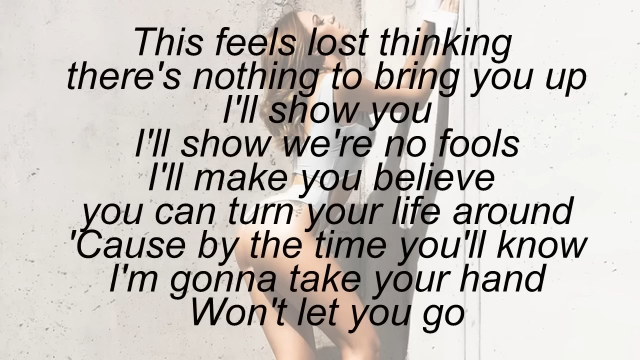 This feels lost thinking
there's nothing to bring you up
I'll show you
I'll show we're no fools
I'll make you believe
you can turn your life around
'Cause by the time you'll know
I'm gonna take your hand
Won't let you go